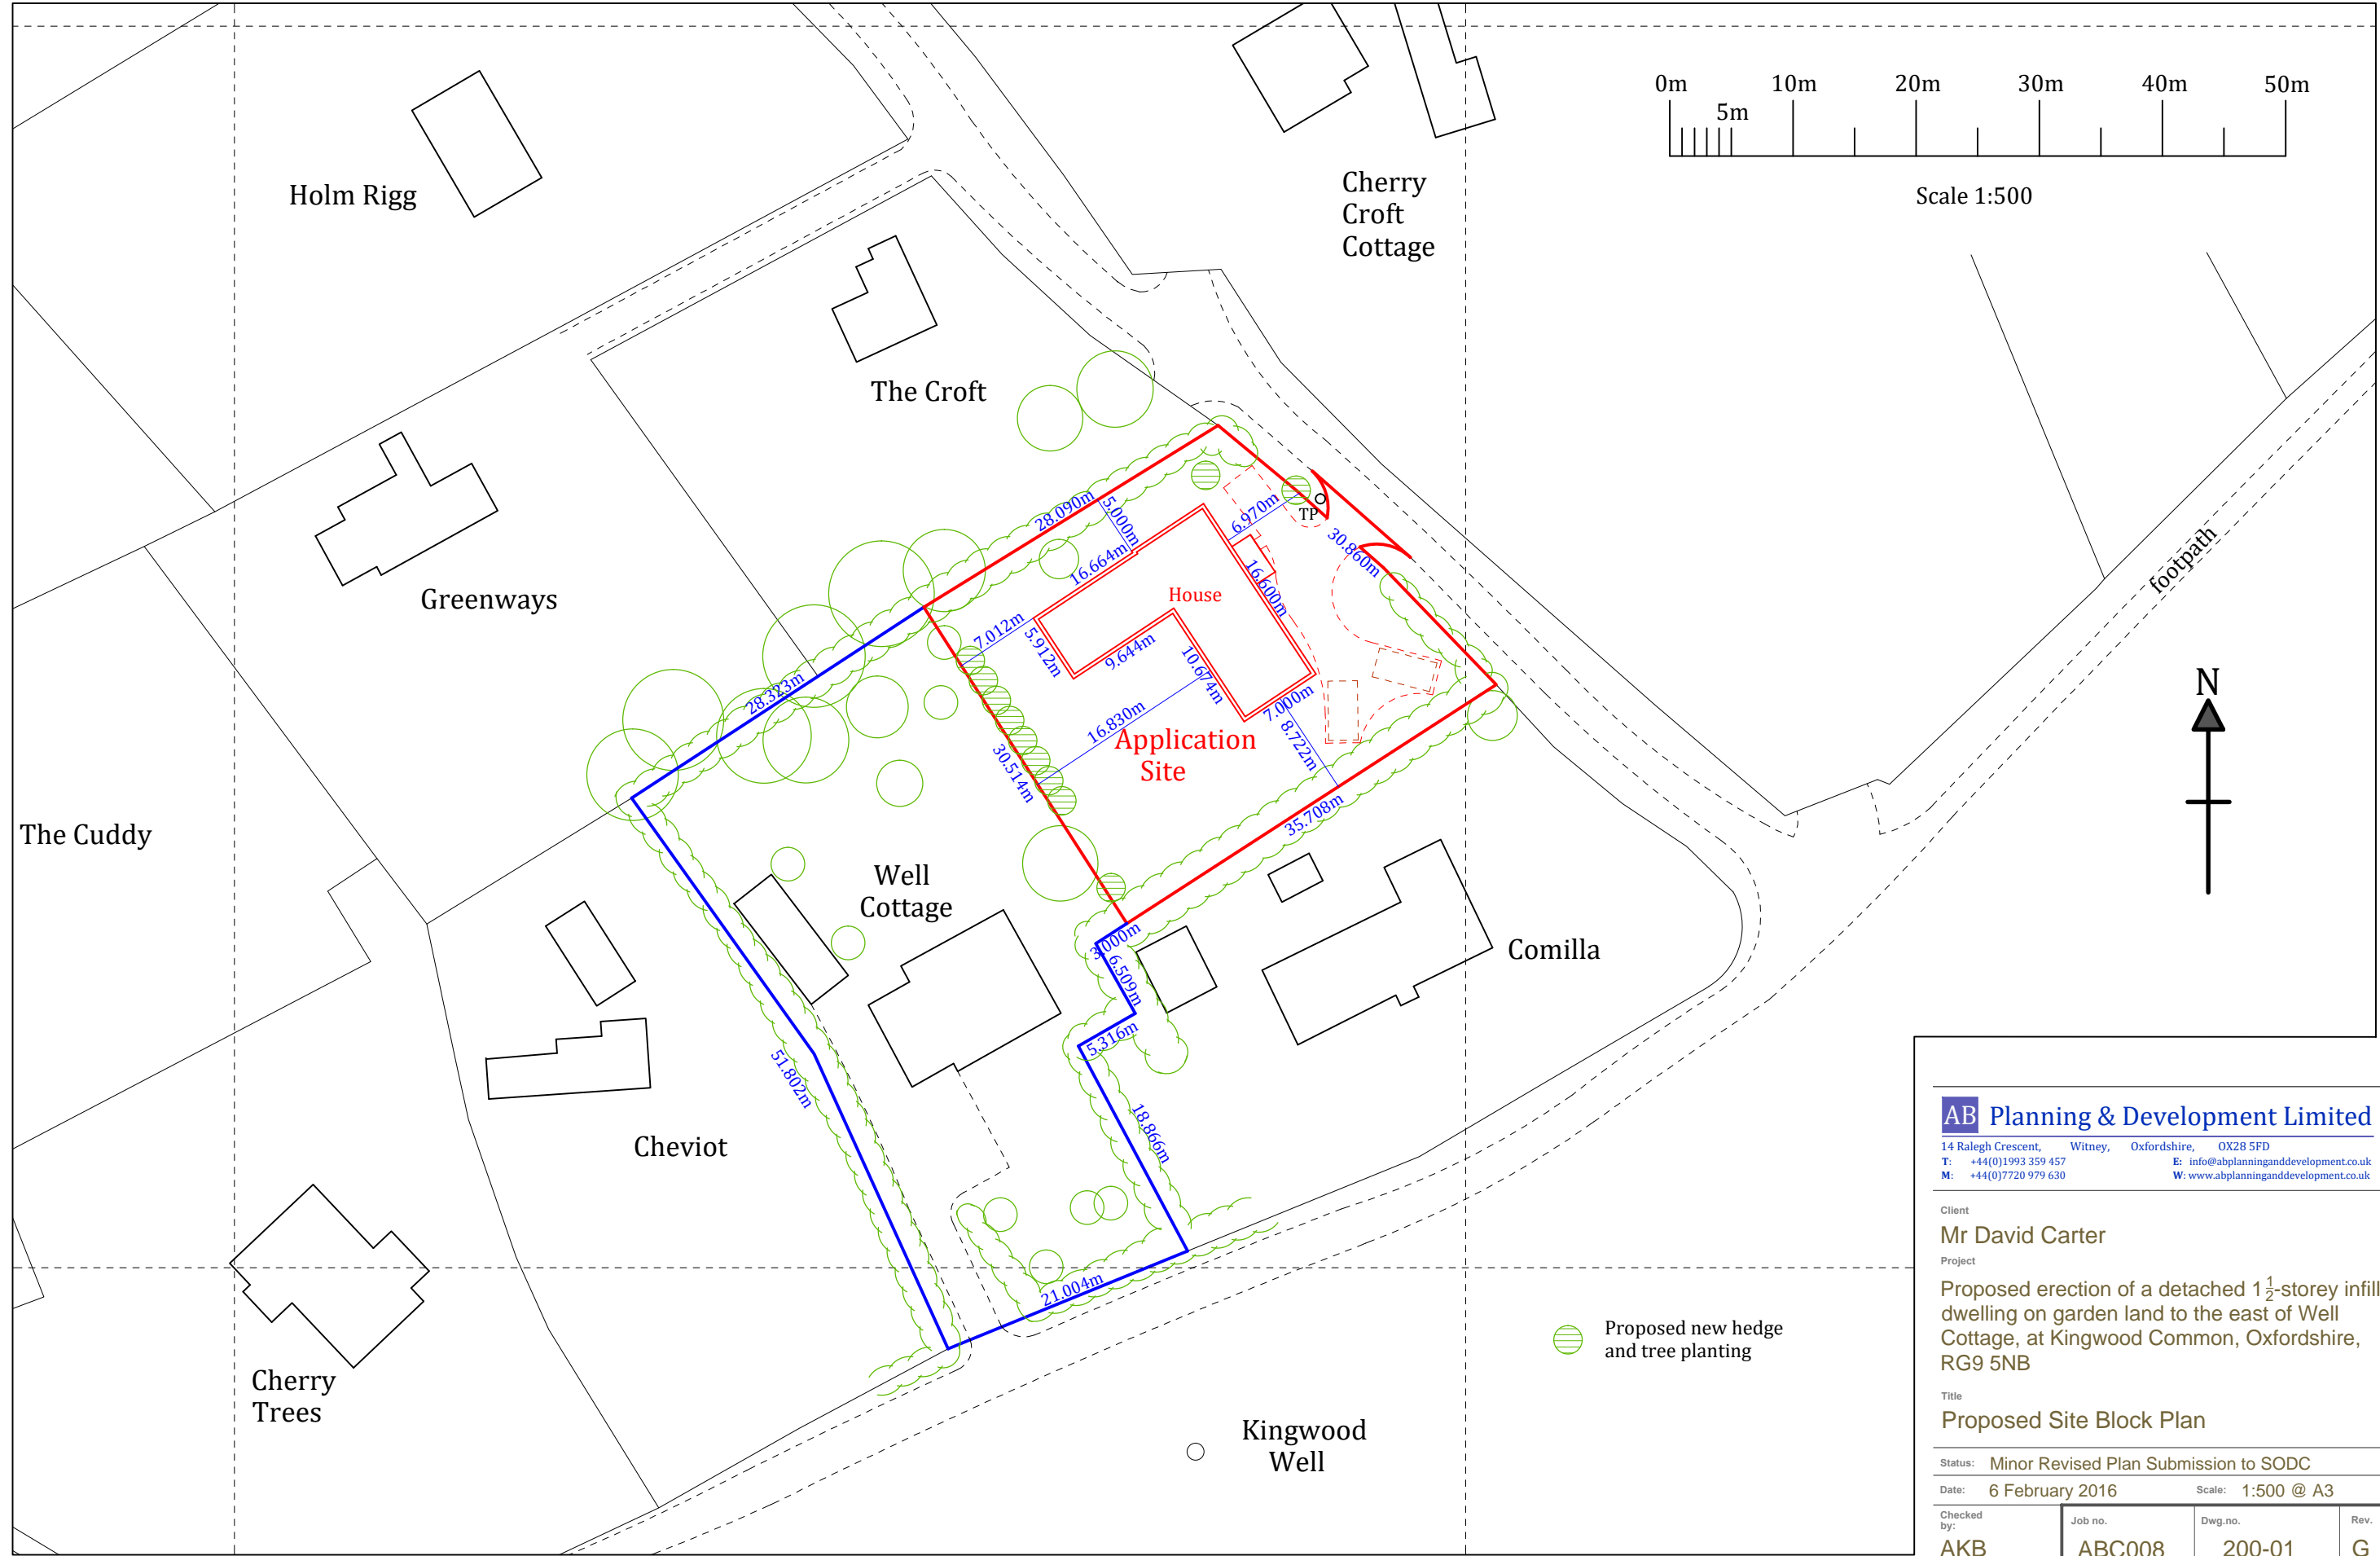 0m 10m 20m 30m 40m 50m
5m
Scale 1:500
Holm Rigg
Cherry
Croft
Cottage
The Croft
footpath
Greenways
28.090m
5.000m
6.970m
TP
30.860m
16.664m
16.600m
House
7.012m
5.912m
9.644m
10.674m
7.000m
28.323m
16.830m
8.722m
Application
Site
30.514m
35.708m
N
The Cuddy
Well
Cottage
3.000m
6.509m
5.316m
Comilla
51.802m
18.866m
Cheviot
21.004m
Cherry
Trees
Kingwood
Well
Proposed new hedge
and tree planting
AB Planning & Development Limited
14 Ralegh Crescent, Witney, Oxfordshire, OX28 5FD
T: +44(0)1993 359 457 E: info@abplanninganddevelopment.co.uk
M: +44(0)7720 979 630 W: www.abplanninganddevelopment.co.uk
Client
Mr David Carter
Project
Proposed erection of a detached 1½-storey infill
dwelling on garden land to the east of Well
Cottage, at Kingwood Common, Oxfordshire,
RG9 5NB
Title
Proposed Site Block Plan
Status: Minor Revised Plan Submission to SODC
Date: 6 February 2016 Scale: 1:500 @ A3
Checked by: Job no. Dwg.no. Rev.
AKB ABC008 200-01 G